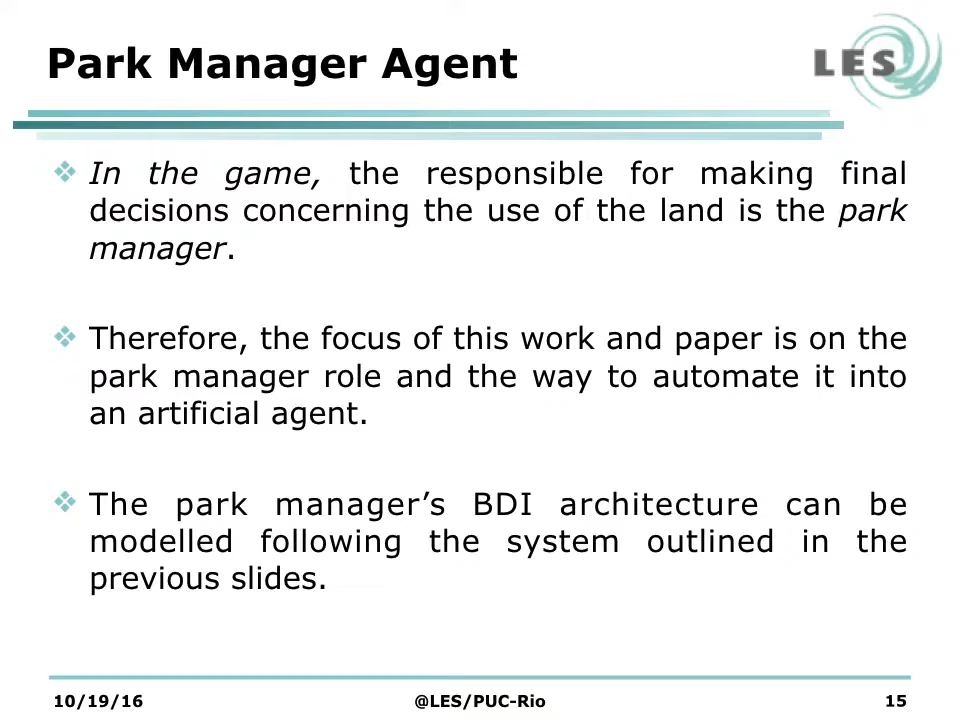 Park Manager Agent
LES
In the game, the responsible for making final
decisions concerning the use of the land is the park
manager.
Therefore, the focus of this work and paper is on the
park manager role and the way to automate it into
an artificial agent.
The park manager’s BDI architecture can be
modelled following the system outlined in the
previous slides.
10/19/16 @LES/PUC-Rio 15